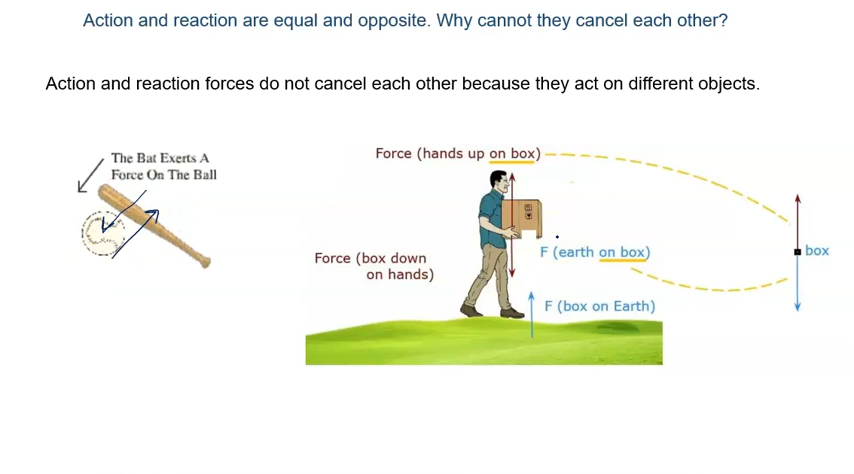 Action and reaction are equal and opposite. Why cannot they cancel each other?
Action and reaction forces do not cancel each other because they act on different objects.
The Bat Exerts A
Force On The Ball
Force (hands up on box)
Force (box down
on hands)
F (earth on box)
F (box on Earth)
box